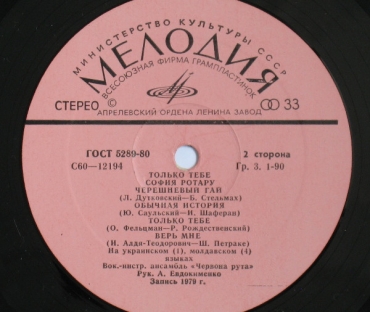 МИНИСТЕРСТВО КУЛЬТУРЫ СССР
МЕЛОДИЯ
ВСЕСОЮЗНАЯ ФИРМА ГРАМПЛАСТИНОК
СТЕРЕО 33
АПРЕЛЕВСКИЙ ОРДЕНА ЛЕНИНА ЗАВОД
ГОСТ 5289-80 2 сторона
С60—12194 Гр. 3. 1-90
ТОЛЬКО ТЕБЕ
СОФИЯ РОТАРУ
ЧЕРЕШНЕВЫЙ ГАЙ
(Л. Дутковский—Б. Стельмах)
ОБЫЧНАЯ ИСТОРИЯ
(Ю. Саульский—И. Шаферан)
ТОЛЬКО ТЕБЕ
(О. Фельцман—Р. Рождественский)
ВЕРЬ МНЕ
(И. Алдя-Теодорович—Ш. Петраке)
На украинском (1), молдавском (4)
языках
Вок.-инстр. ансамбль «Червона рута»
Рук. А. Евдокименко
Запись 1979 г.